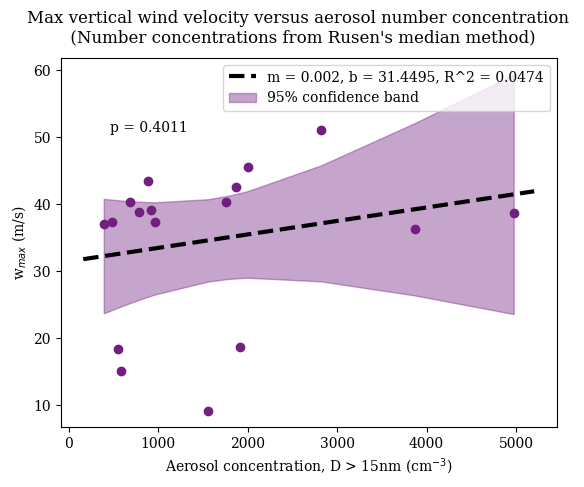 Max vertical wind velocity versus aerosol number concentration
(Number concentrations from Rusen's median method)
60
50
40
30
20
10
w_max (m/s)
m = 0.002, b = 31.4495, R^2 = 0.0474
95% confidence band
p = 0.4011
0 1000 2000 3000 4000 5000
Aerosol concentration, D > 15nm (cm⁻³)